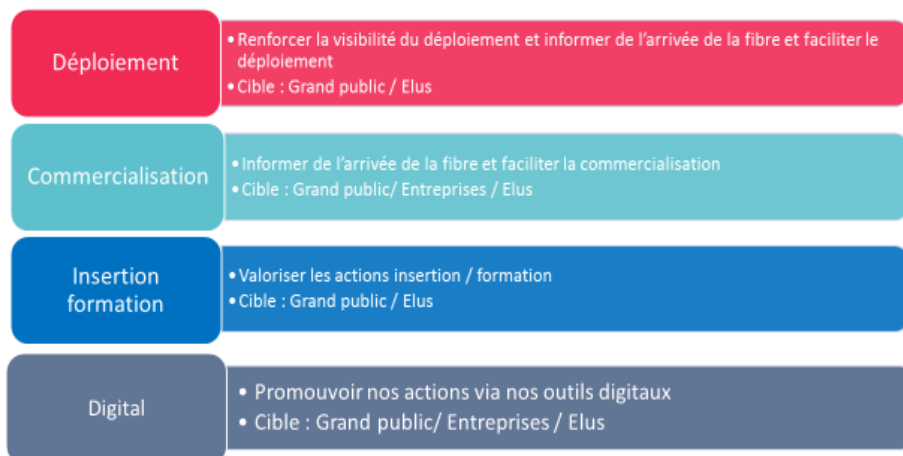 Déploiement
• Renforcer la visibilité du déploiement et informer de l'arrivée de la fibre et faciliter le
déploiement
• Cible : Grand public / Elus
Commercialisation
• Informer de l'arrivée de la fibre et faciliter la commercialisation
• Cible : Grand public/ Entreprises / Elus
Insertion
formation
• Valoriser les actions insertion / formation
• Cible : Grand public / Elus
Digital
• Promouvoir nos actions via nos outils digitaux
• Cible : Grand public/ Entreprises / Elus